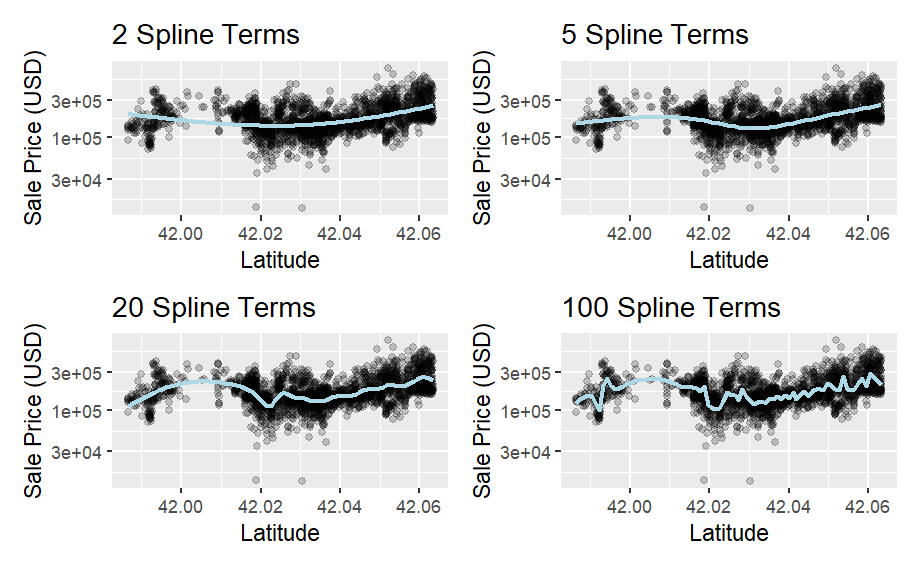 2 Spline Terms
Sale Price (USD)
3e+05
1e+05
3e+04
42.00 42.02 42.04 42.06
Latitude
5 Spline Terms
Sale Price (USD)
3e+05
1e+05
3e+04
42.00 42.02 42.04 42.06
Latitude
20 Spline Terms
Sale Price (USD)
3e+05
1e+05
3e+04
42.00 42.02 42.04 42.06
Latitude
100 Spline Terms
Sale Price (USD)
3e+05
1e+05
3e+04
42.00 42.02 42.04 42.06
Latitude